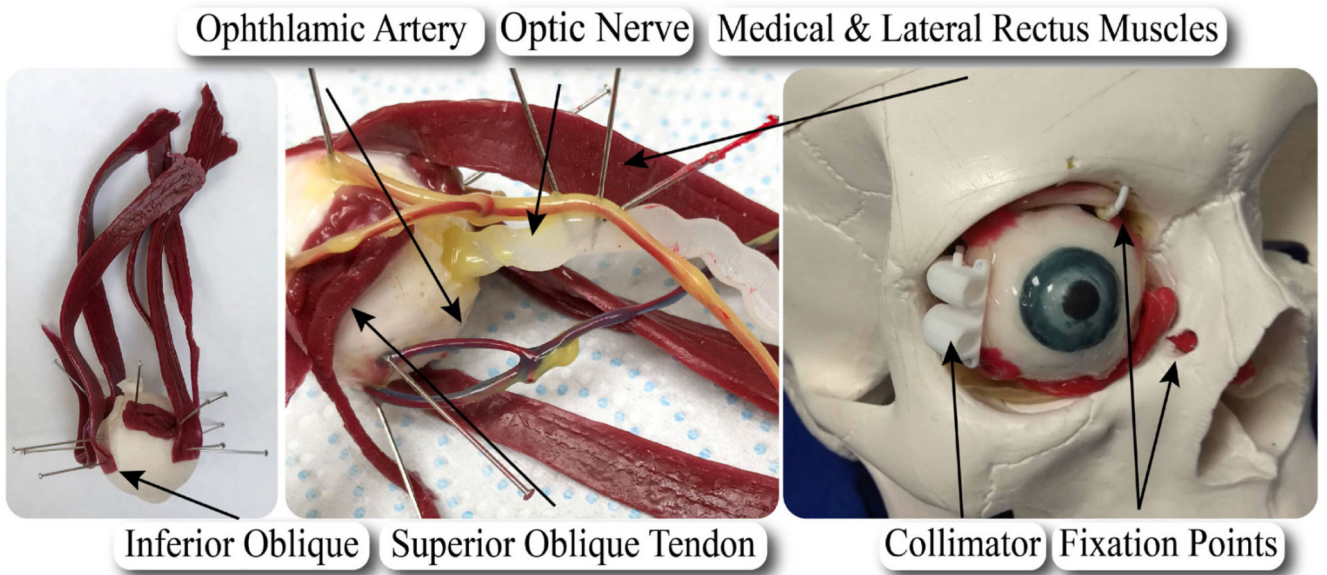 Ophthlamic Artery
Optic Nerve
Medical & Lateral Rectus Muscles
Inferior Oblique
Superior Oblique Tendon
Collimator
Fixation Points